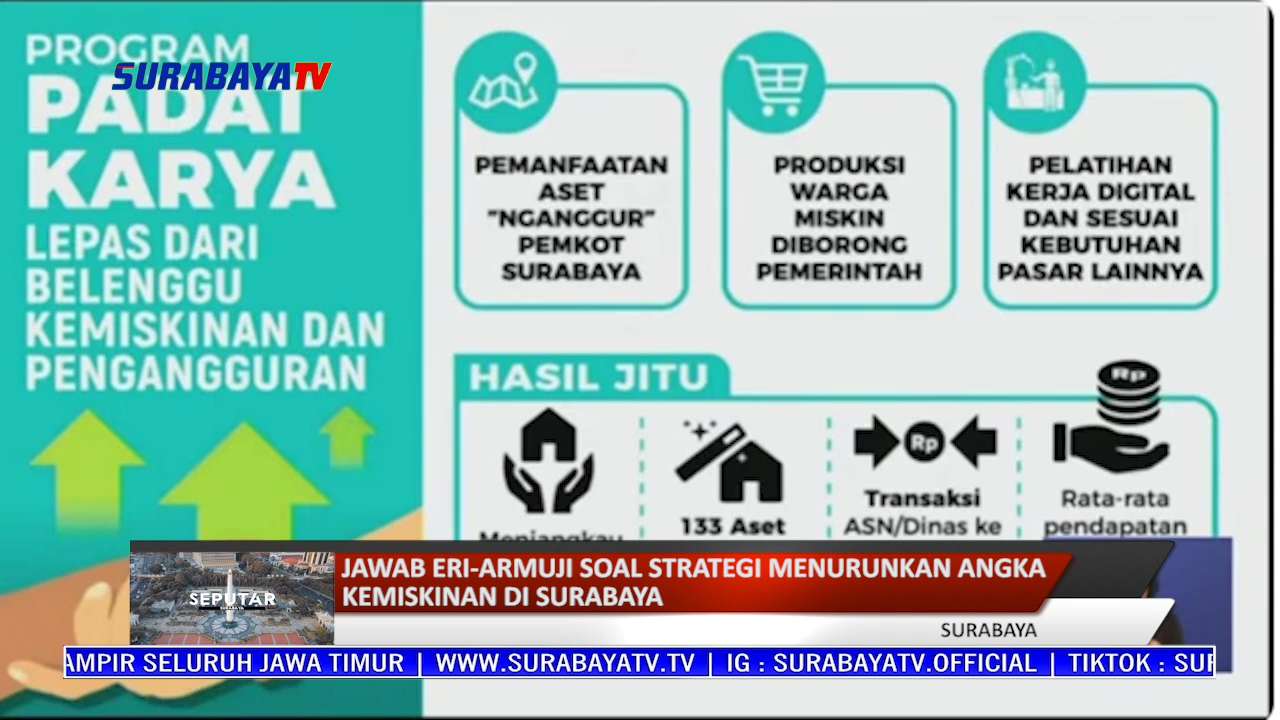 PROGRAM
SURABAYATV
PADAT
KARYA
LEPAS DARI
BELENGGU
KEMISKINAN DAN
PENGANGGURAN
PEMANFAATAN
ASET
"NGANGGUR"
PEMKOT
SURABAYA
PRODUKSI
WARGA
MISKIN
DIBORONG
PEMERINTAH
PELATIHAN
KERJA DIGITAL
DAN SESUAI
KEBUTUHAN
PASAR LAINNYA
HASIL JITU
Menjangkau
133 Aset
Rp
Transaksi
ASN/Dinas ke
Rp
Rata-rata
pendapatan
SEPUTAR
SURABAYA
JAWAB ERI-ARMUJI SOAL STRATEGI MENURUNKAN ANGKA
KEMISKINAN DI SURABAYA
SURABAYA
AMPIR SELURUH JAWA TIMUR | WWW.SURABAYATV.TV | IG : SURABAYATV.OFFICIAL | TIKTOK : SUR